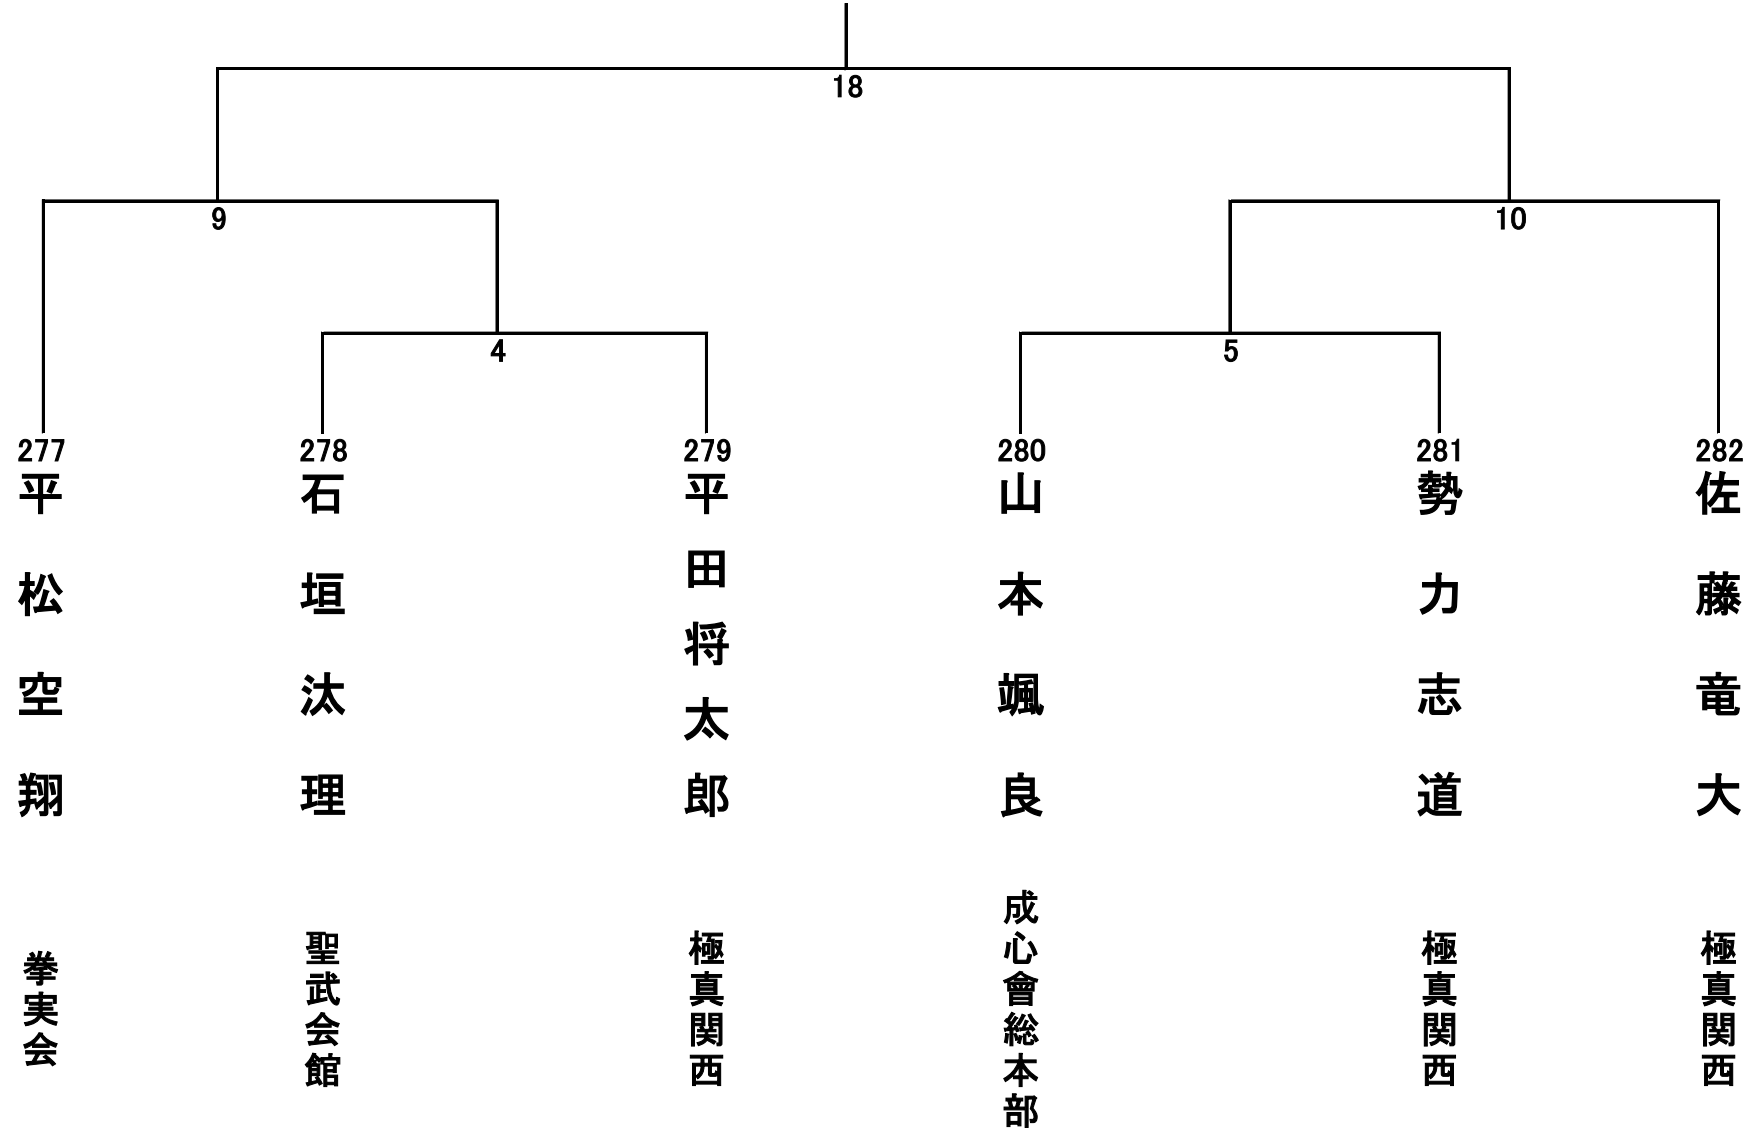 18
9
10
4
5
277
278
279
280
281
282
平松空翔
石垣汰理
平田将太郎
山本颯良
勢力志道
佐藤竜大
拳実会
聖武会館
極真関西
成心會総本部
極真関西
極真関西